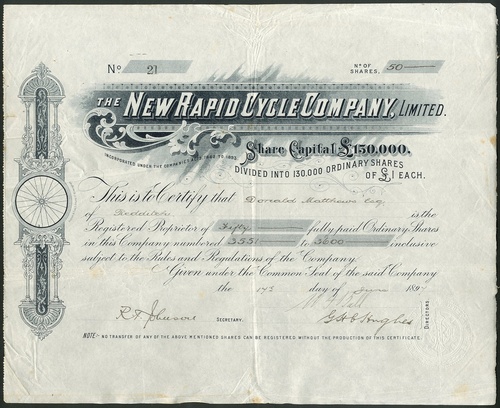 No 21 No OF SHARES, 50
THE NEW RAPID CYCLE COMPANY, LIMITED.
INCORPORATED UNDER THE COMPANIES ACTS 1862 TO 1893.
Share Capital £130,000.
DIVIDED INTO 130,000 ORDINARY SHARES
OF £1 EACH.
This is to Certify that Donald Matthews Esq
of Redditch is the
Registered Proprietor of Fifty fully paid Ordinary Shares
in this Company numbered 3551 to 3600 inclusive
subject to the Rules and Regulations of the Company.
Given under the Common Seal of the said Company
the 17th day of June 189
R.F. Johnson SECRETARY. G H C Hughes DIRECTORS.
NOTE:- NO TRANSFER OF ANY OF THE ABOVE MENTIONED SHARES CAN BE REGISTERED WITHOUT THE PRODUCTION OF THIS CERTIFICATE.